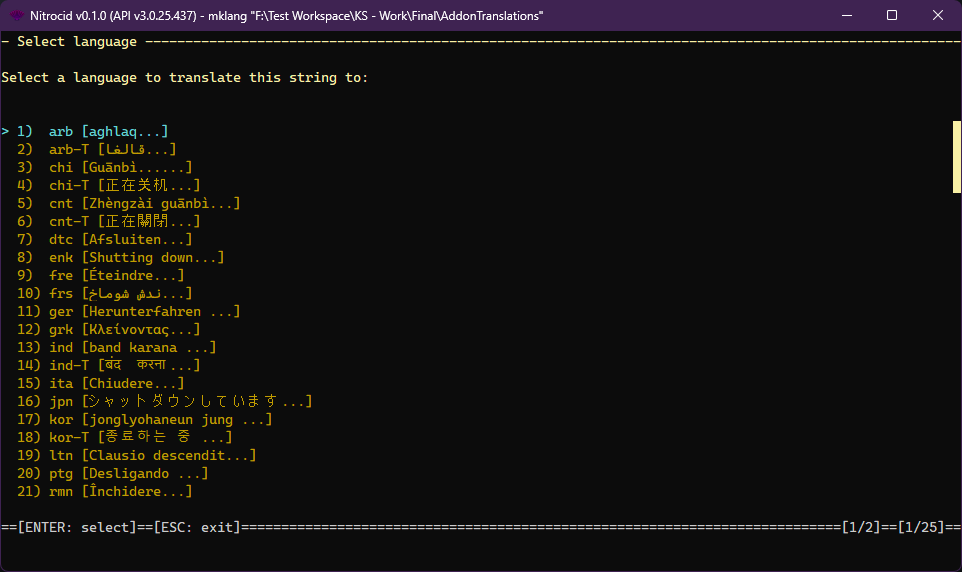 Nitrocid v0.1.0 (API v3.0.25.437) - mklang "F:\Test Workspace\KS - Work\Final\AddonTranslations"
- Select language ------------------------------------------------------------------------------------------------------
Select a language to translate this string to:
> 1)  arb [aghlaq...]
2)  arb-T [قالغا...]
3)  chi [Guānbì......]
4)  chi-T [正在关机...]
5)  cnt [Zhèngzài guānbì...]
6)  cnt-T [正在關閉...]
7)  dtc [Afsluiten...]
8)  enk [Shutting down...]
9)  fre [Éteindre...]
10) frs [ندش شوماخ...]
11) ger [Herunterfahren ...]
12) grk [Κλείνοντας...]
13) ind [band karana ...]
14) ind-T [बंद  करना ...]
15) ita [Chiudere...]
16) jpn [シャットダウンしています...]
17) kor [jonglyohaneun jung ...]
18) kor-T [종료하는 중 ...]
19) ltn [Clausio descendit...]
20) ptg [Desligando ...]
21) rmn [Închidere...]
==[ENTER: select]==[ESC: exit]===========================================================================[1/2]==[1/25]==